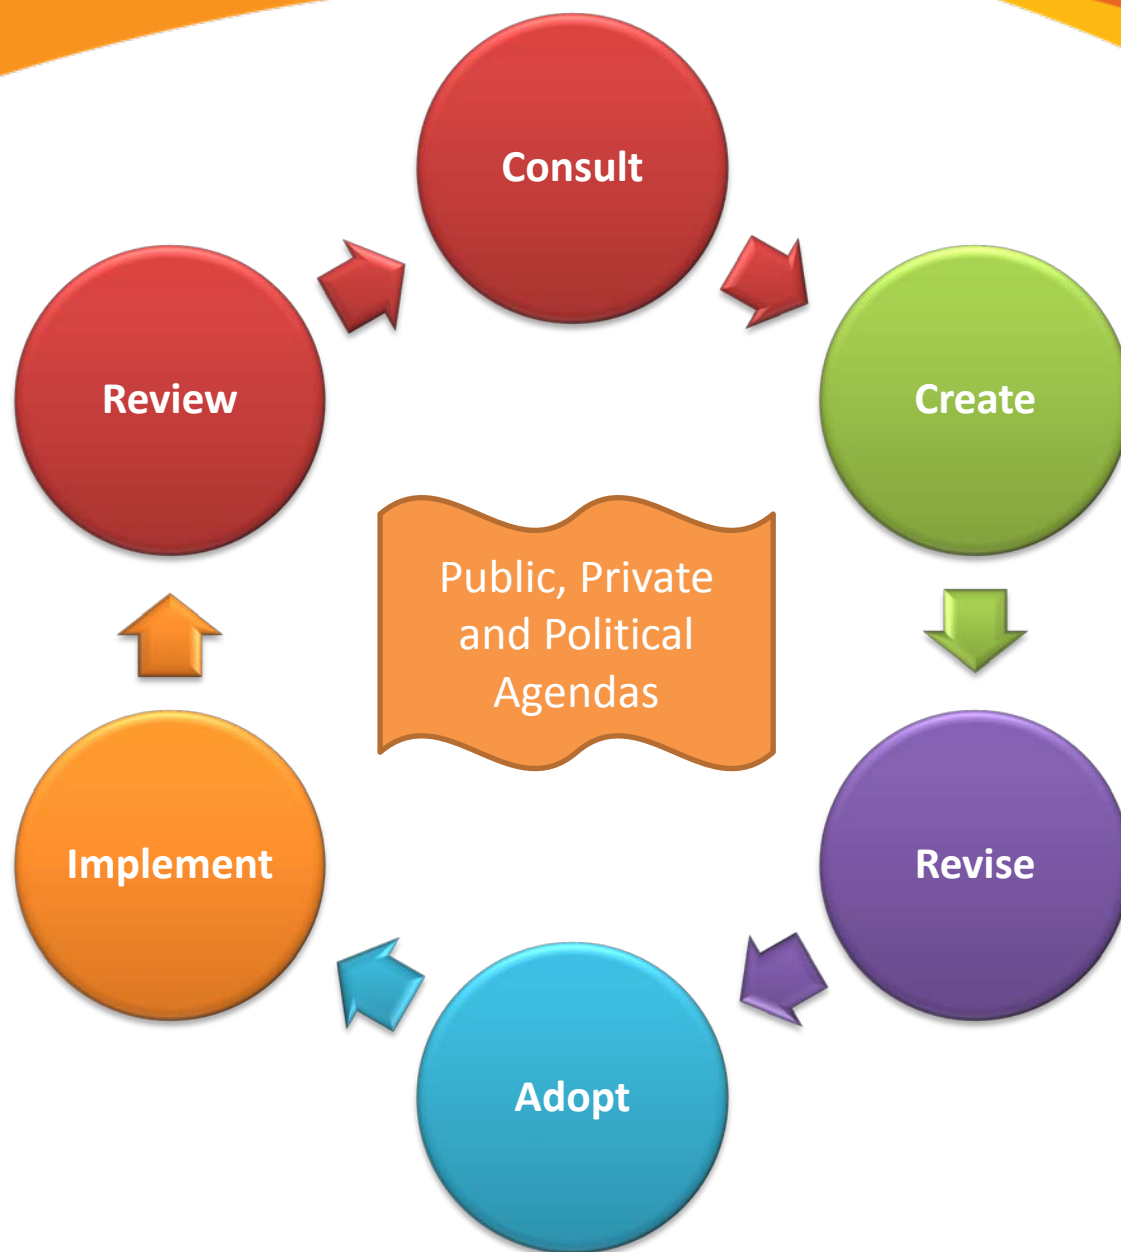 Consult
Create
Revise
Adopt
Implement
Review
Public, Private
and Political
Agendas